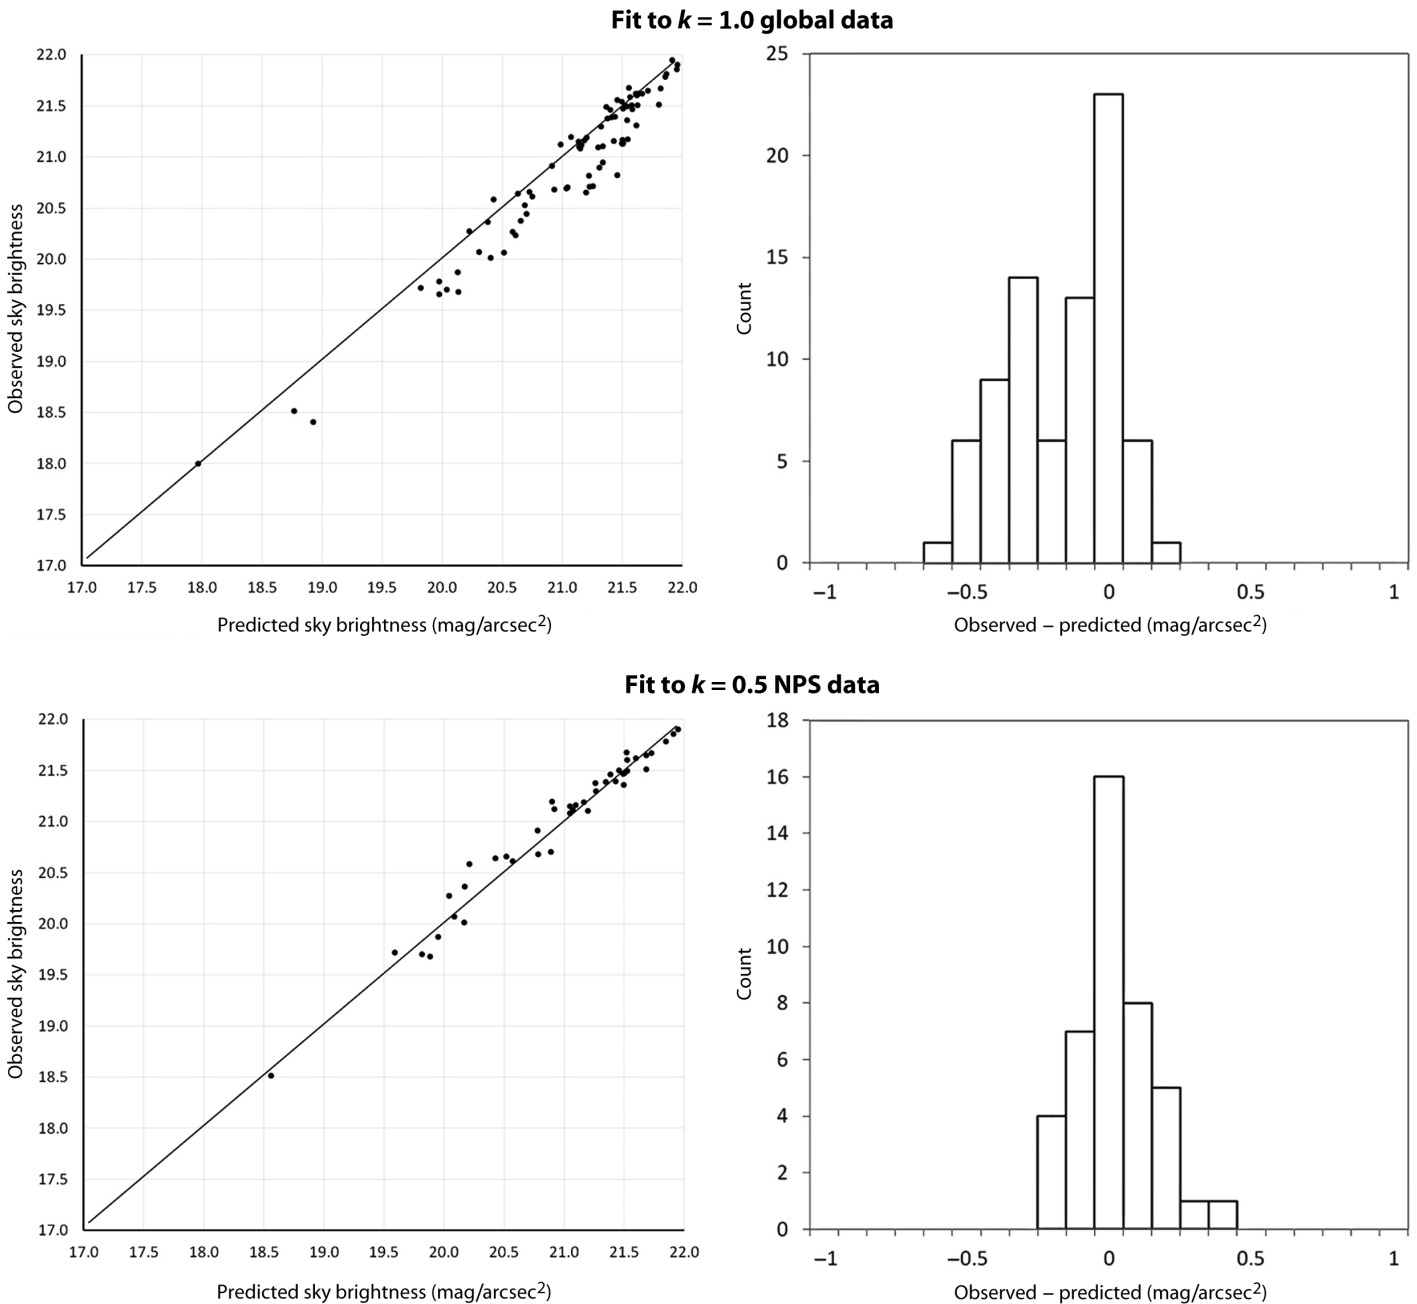 Fit to k = 1.0 global data
22.0
21.5
21.0
20.5
20.0
19.5
19.0
18.5
18.0
17.5
17.0
Observed sky brightness
17.0 17.5 18.0 18.5 19.0 19.5 20.0 20.5 21.0 21.5 22.0
Predicted sky brightness (mag/arcsec²)
25
20
15
10
5
0
Count
−1 −0.5 0 0.5 1
Observed − predicted (mag/arcsec²)
Fit to k = 0.5 NPS data
22.0
21.5
21.0
20.5
20.0
19.5
19.0
18.5
18.0
17.5
17.0
Observed sky brightness
17.0 17.5 18.0 18.5 19.0 19.5 20.0 20.5 21.0 21.5 22.0
Predicted sky brightness (mag/arcsec²)
18
16
14
12
10
8
6
4
2
0
Count
−1 −0.5 0 0.5 1
Observed − predicted (mag/arcsec²)